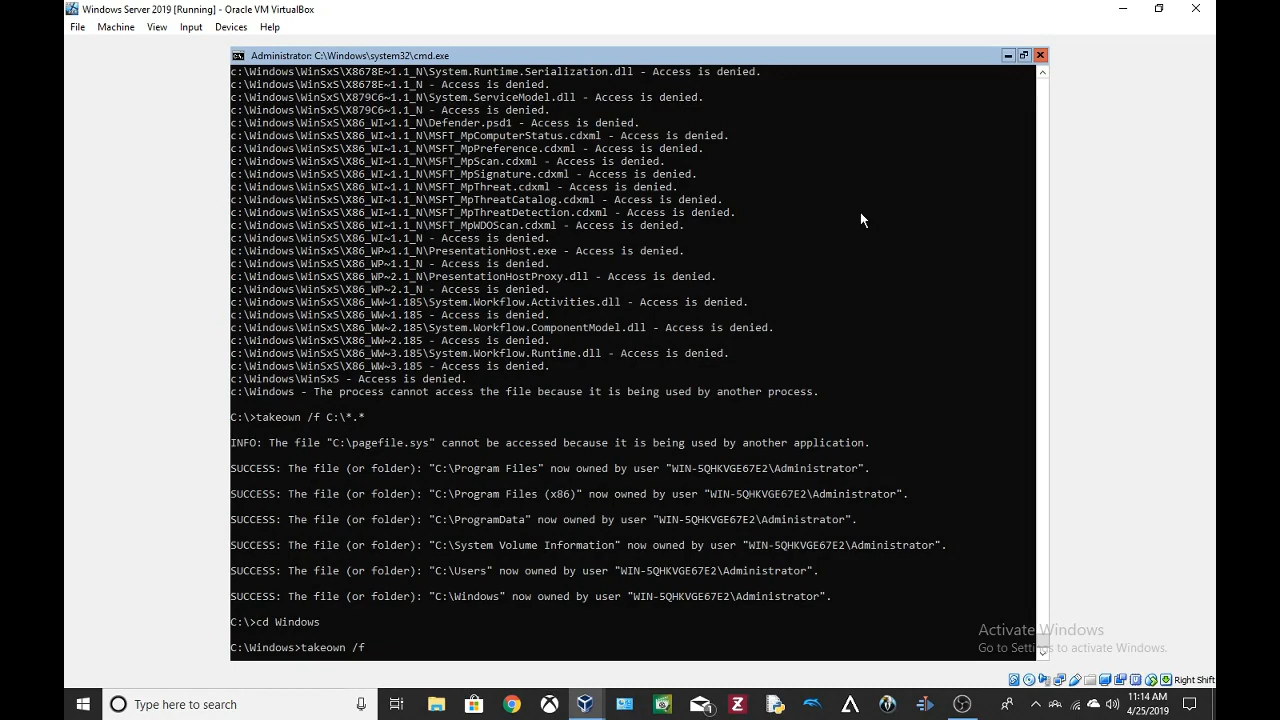 Windows Server 2019 [Running] - Oracle VM VirtualBox
File Machine View Input Devices Help
Administrator: C:\Windows\system32\cmd.exe
c:\Windows\WinSxS\X8678E~1.1_N\System.Runtime.Serialization.dll - Access is denied.
c:\Windows\WinSxS\X8678E~1.1_N - Access is denied.
c:\Windows\WinSxS\X879C6~1.1_N\System.ServiceModel.dll - Access is denied.
c:\Windows\WinSxS\X879C6~1.1_N - Access is denied.
c:\Windows\WinSxS\X86_WI~1.1_N\Defender.psd1 - Access is denied.
c:\Windows\WinSxS\X86_WI~1.1_N\MSFT_MpComputerStatus.cdxml - Access is denied.
c:\Windows\WinSxS\X86_WI~1.1_N\MSFT_MpPreference.cdxml - Access is denied.
c:\Windows\WinSxS\X86_WI~1.1_N\MSFT_MpScan.cdxml - Access is denied.
c:\Windows\WinSxS\X86_WI~1.1_N\MSFT_MpSignature.cdxml - Access is denied.
c:\Windows\WinSxS\X86_WI~1.1_N\MSFT_MpThreat.cdxml - Access is denied.
c:\Windows\WinSxS\X86_WI~1.1_N\MSFT_MpThreatCatalog.cdxml - Access is denied.
c:\Windows\WinSxS\X86_WI~1.1_N\MSFT_MpThreatDetection.cdxml - Access is denied.
c:\Windows\WinSxS\X86_WI~1.1_N\MSFT_MpWDOScan.cdxml - Access is denied.
c:\Windows\WinSxS\X86_WI~1.1_N - Access is denied.
c:\Windows\WinSxS\X86_WP~1.1_N\PresentationHost.exe - Access is denied.
c:\Windows\WinSxS\X86_WP~1.1_N - Access is denied.
c:\Windows\WinSxS\X86_WP~2.1_N\PresentationHostProxy.dll - Access is denied.
c:\Windows\WinSxS\X86_WP~2.1_N - Access is denied.
c:\Windows\WinSxS\X86_WW~1.185\System.Workflow.Activities.dll - Access is denied.
c:\Windows\WinSxS\X86_WW~1.185 - Access is denied.
c:\Windows\WinSxS\X86_WW~2.185\System.Workflow.ComponentModel.dll - Access is denied.
c:\Windows\WinSxS\X86_WW~2.185 - Access is denied.
c:\Windows\WinSxS\X86_WW~3.185\System.Workflow.Runtime.dll - Access is denied.
c:\Windows\WinSxS\X86_WW~3.185 - Access is denied.
c:\Windows\WinSxS - Access is denied.
c:\Windows - The process cannot access the file because it is being used by another process.
C:\>takeown /f C:\*.*
INFO: The file "C:\pagefile.sys" cannot be accessed because it is being used by another application.
SUCCESS: The file (or folder): "C:\Program Files" now owned by user "WIN-5QHKVGE67E2\Administrator".
SUCCESS: The file (or folder): "C:\Program Files (x86)" now owned by user "WIN-5QHKVGE67E2\Administrator".
SUCCESS: The file (or folder): "C:\ProgramData" now owned by user "WIN-5QHKVGE67E2\Administrator".
SUCCESS: The file (or folder): "C:\System Volume Information" now owned by user "WIN-5QHKVGE67E2\Administrator".
SUCCESS: The file (or folder): "C:\Users" now owned by user "WIN-5QHKVGE67E2\Administrator".
SUCCESS: The file (or folder): "C:\Windows" now owned by user "WIN-5QHKVGE67E2\Administrator".
C:\>cd Windows
C:\Windows>takeown /f
Activate Windows
Go to Settings to activate Windows.
Right Shift
Type here to search
11:14 AM
4/25/2019